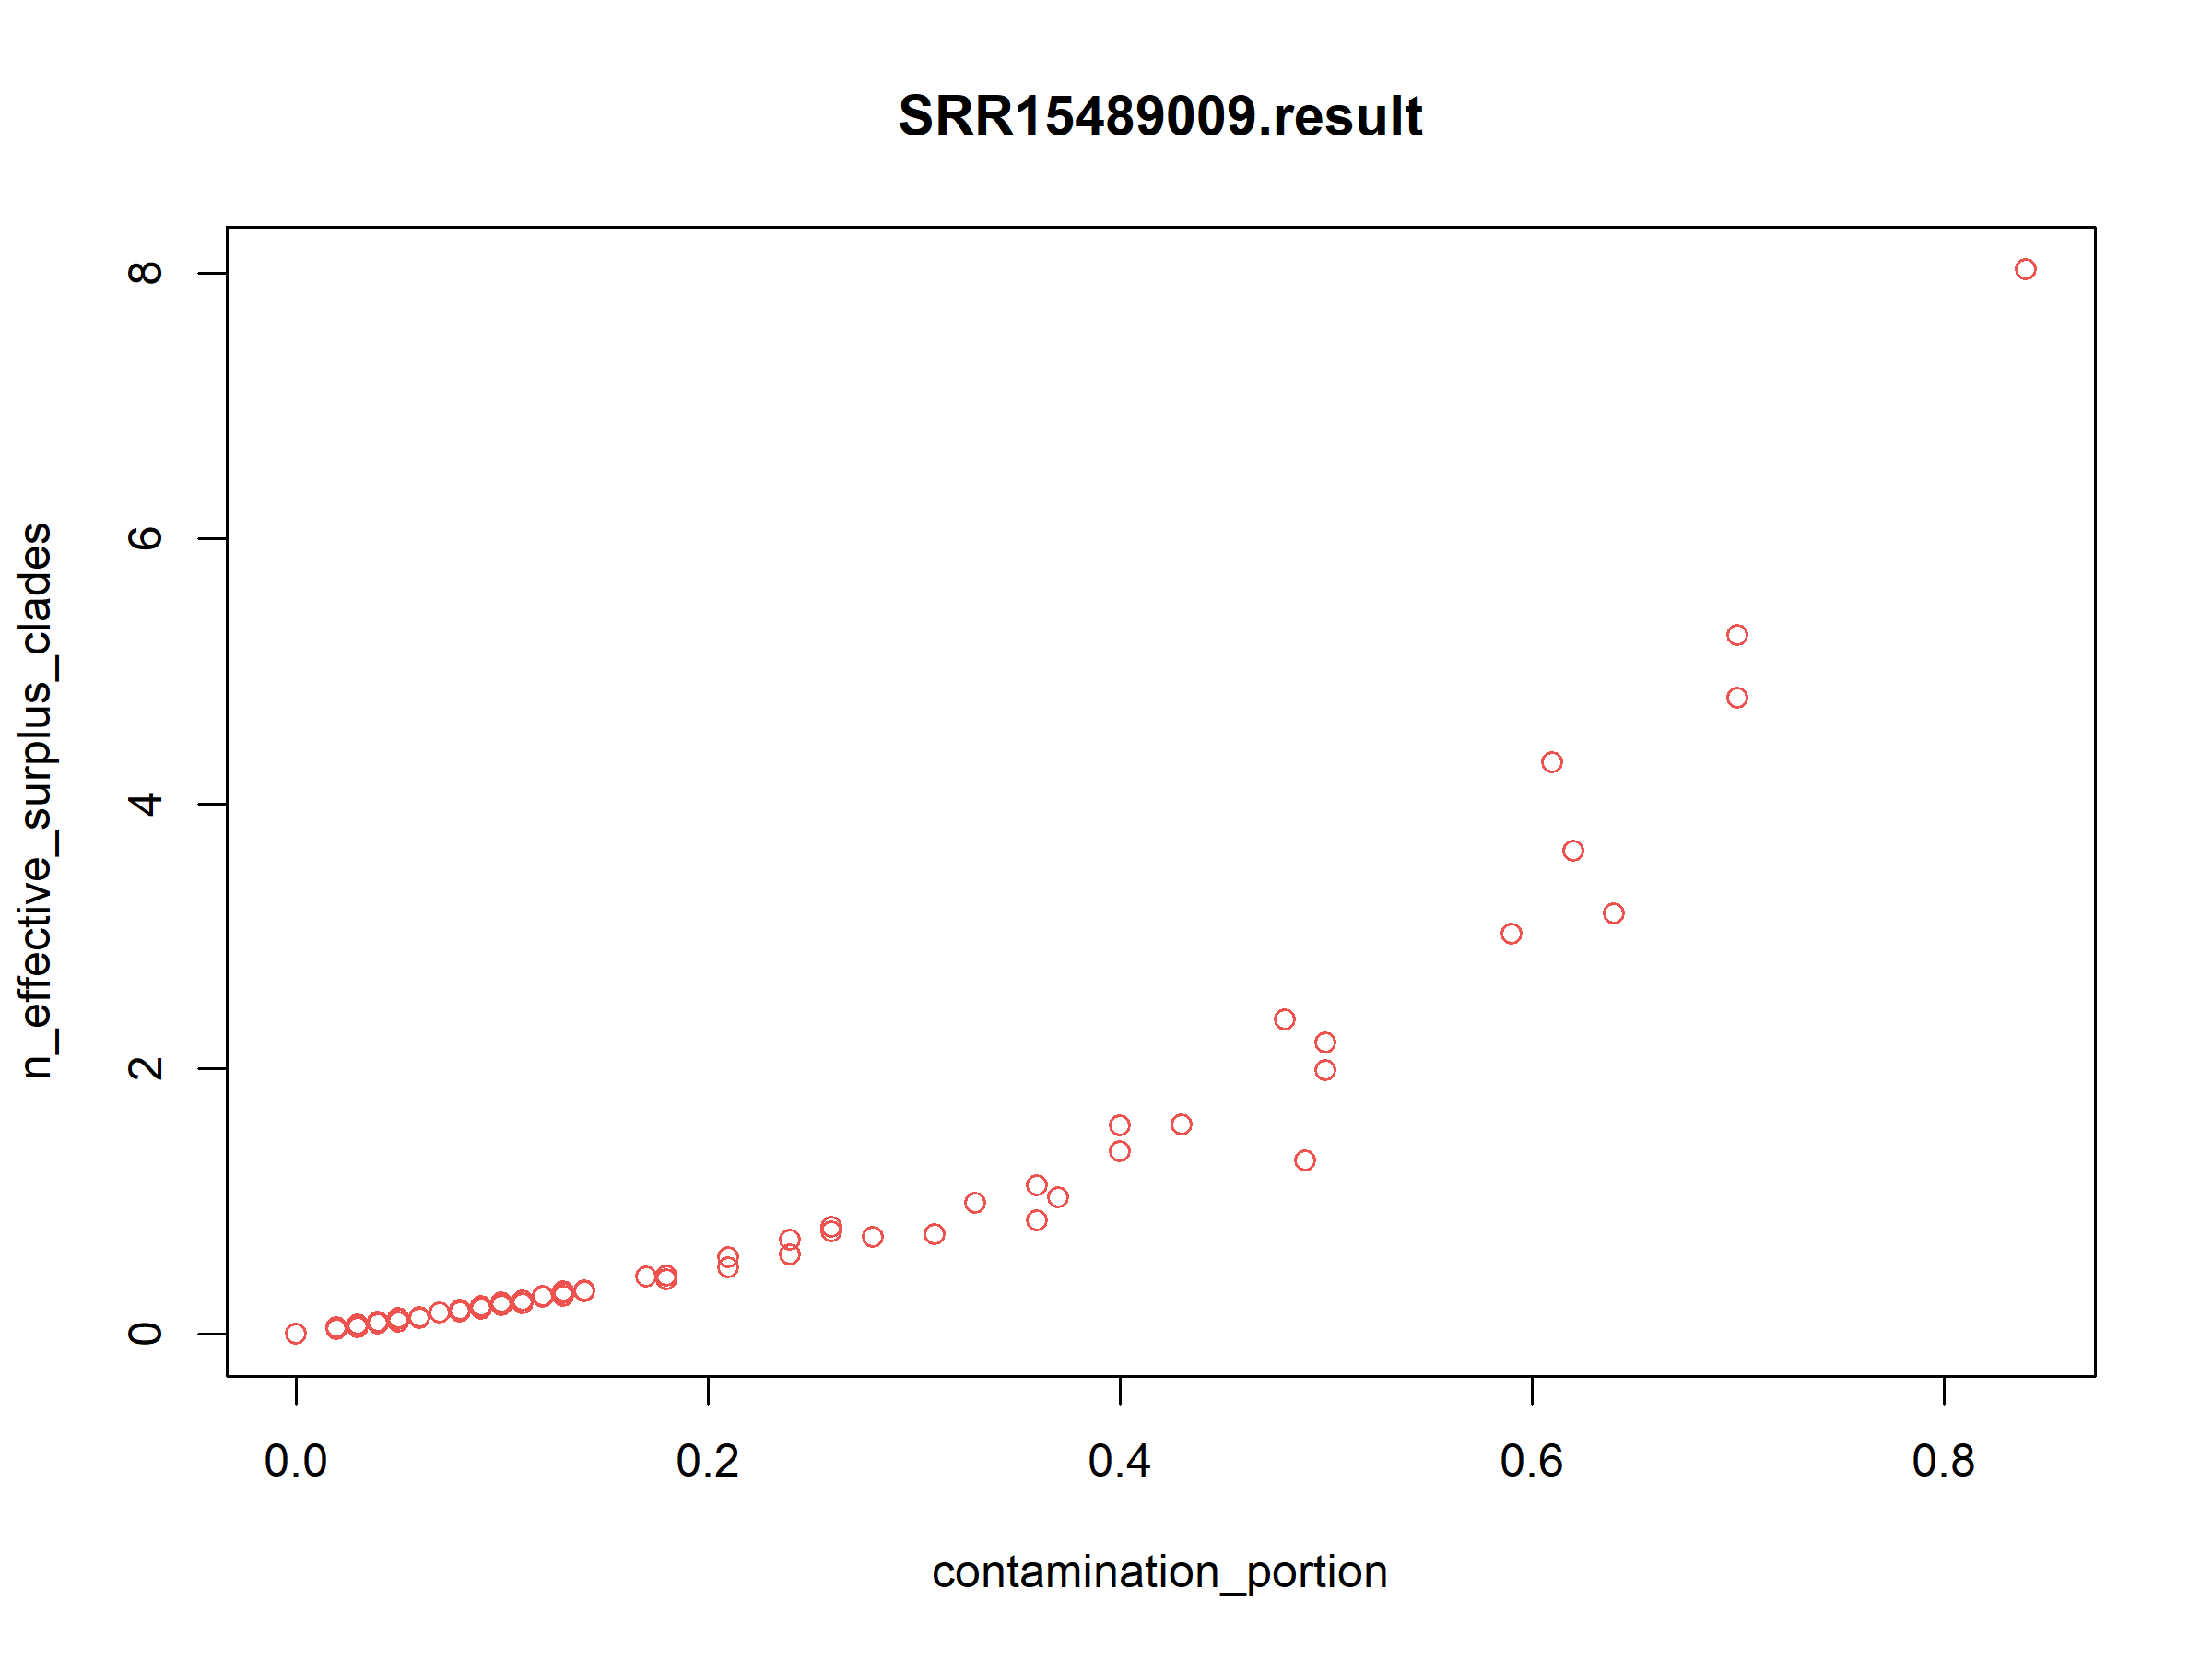 SRR15489009.result
n_effective_surplus_clades
8
6
4
2
0
0.0 0.2 0.4 0.6 0.8
contamination_portion